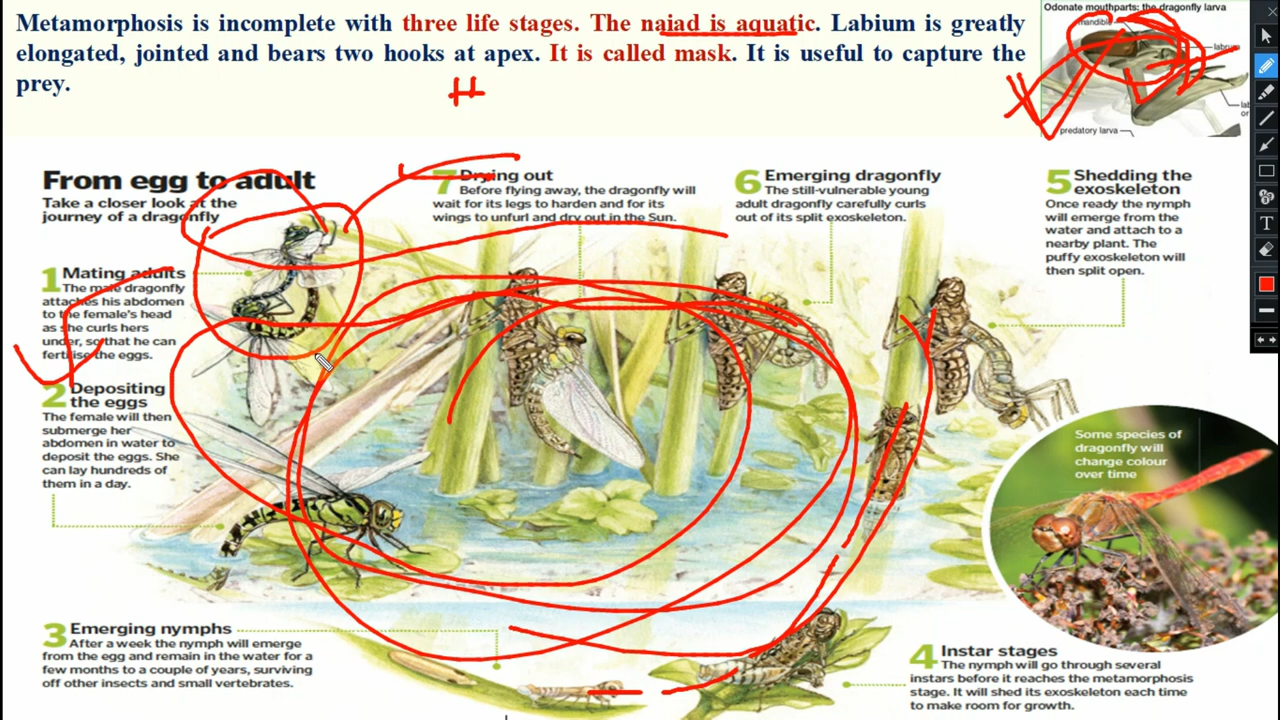 Metamorphosis is incomplete with three life stages. The naiad is aquatic. Labium is greatly
elongated, jointed and bears two hooks at apex. It is called mask. It is useful to capture the
prey.
Odonate mouthparts: the dragonfly larva
mandible
labrum
predatory larva
From egg to adult
Take a closer look at the
journey of a dragonfly
1 Mating adults
The male dragonfly
attaches his abdomen
to the female's head
as she curls hers
under, so that he can
fertilise the eggs.
2 Depositing
the eggs
The female will then
submerge her
abdomen in water to
deposit the eggs. She
can lay hundreds of
them in a day.
3 Emerging nymphs
After a week the nymph will emerge
from the egg and remain in the water for a
few months to a couple of years, surviving
off other insects and small vertebrates.
7 Drying out
Before flying away, the dragonfly will
wait for its legs to harden and for its
wings to unfurl and dry out in the Sun.
6 Emerging dragonfly
The still-vulnerable young
adult dragonfly carefully curls
out of its split exoskeleton.
5 Shedding the
exoskeleton
Once ready the nymph
will emerge from the
water and attach to a
nearby plant. The
puffy exoskeleton will
then split open.
Some species of
dragonfly will
change colour
over time
4 Instar stages
The nymph will go through several
instars before it reaches the metamorphosis
stage. It will shed its exoskeleton each time
to make room for growth.